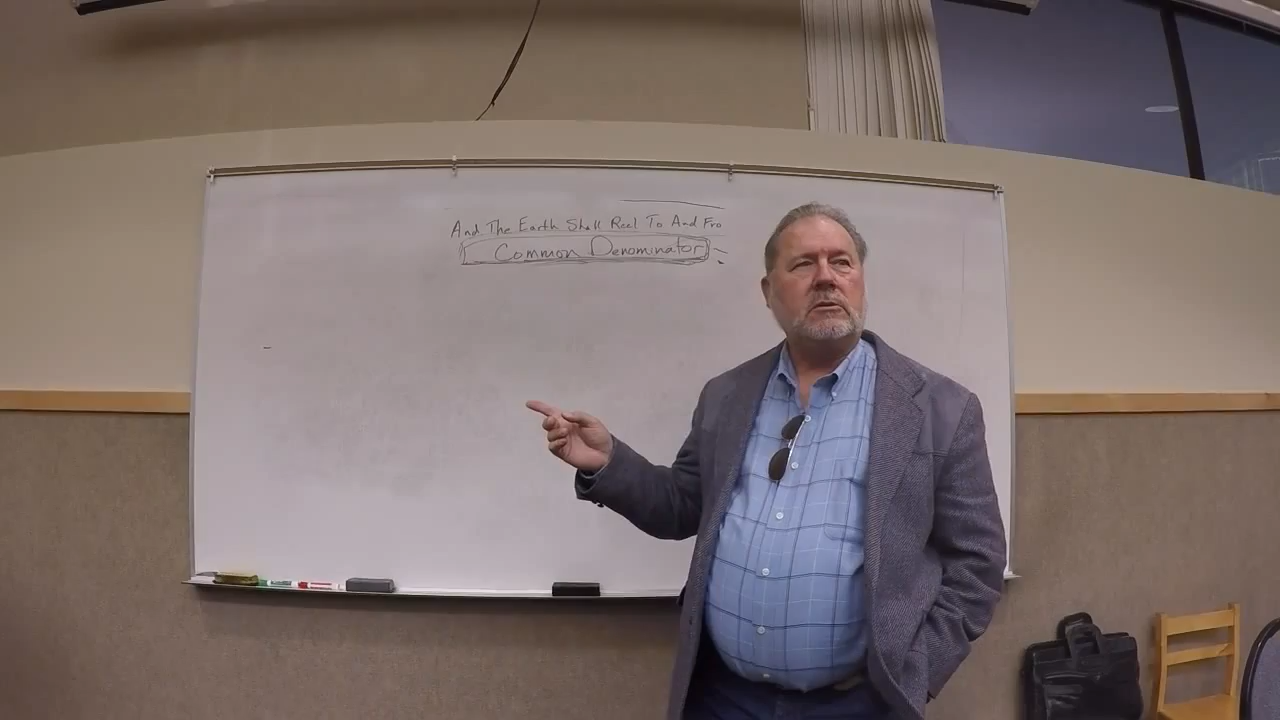 And The Earth Shall Reel To And Fro
Common Denominator